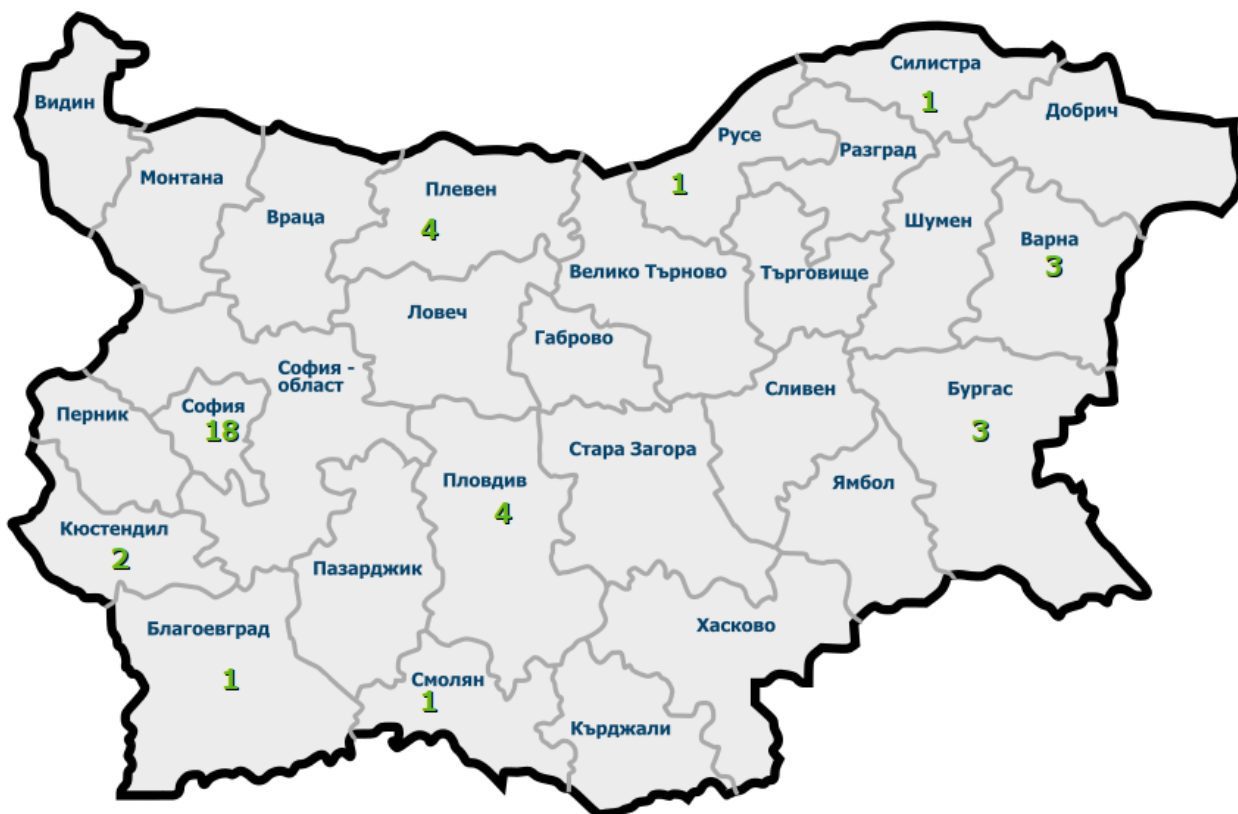 Силистра
1
Видин
Добрич
Русе
1
Разград
Монтана
Плевен
4
Враца
Шумен
Варна
3
Велико Търново
Търговище
Ловеч
Габрово
София -
област
Сливен
Бургас
3
Перник
София
18
Стара Загора
Пловдив
4
Ямбол
Кюстендил
2
Пазарджик
Благоевград
1
Хасково
Смолян
1
Кърджали